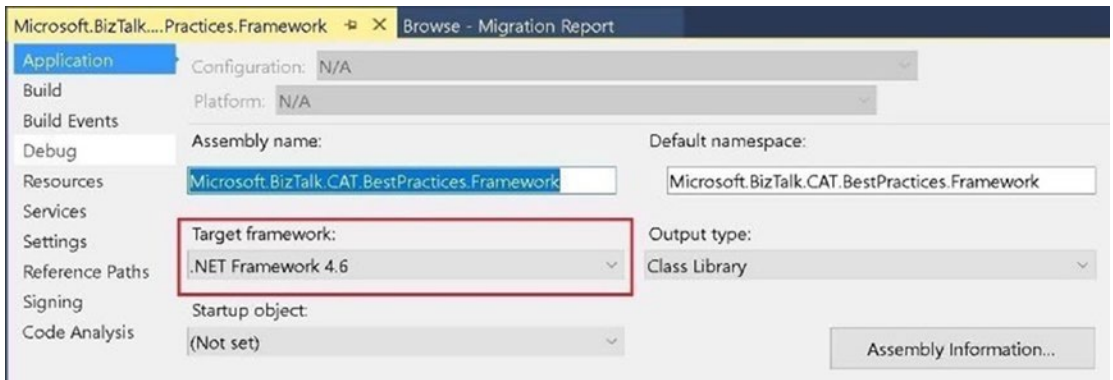 Microsoft.BizTalk....Practices.Framework
Browse - Migration Report
Application
Build
Build Events
Debug
Resources
Services
Settings
Reference Paths
Signing
Code Analysis
Configuration: N/A
Platform: N/A
Assembly name:
Microsoft.BizTalk.CAT.BestPractices.Framework
Default namespace:
Microsoft.BizTalk.CAT.BestPractices.Framework
Target framework:
.NET Framework 4.6
Output type:
Class Library
Startup object:
(Not set)
Assembly Information...